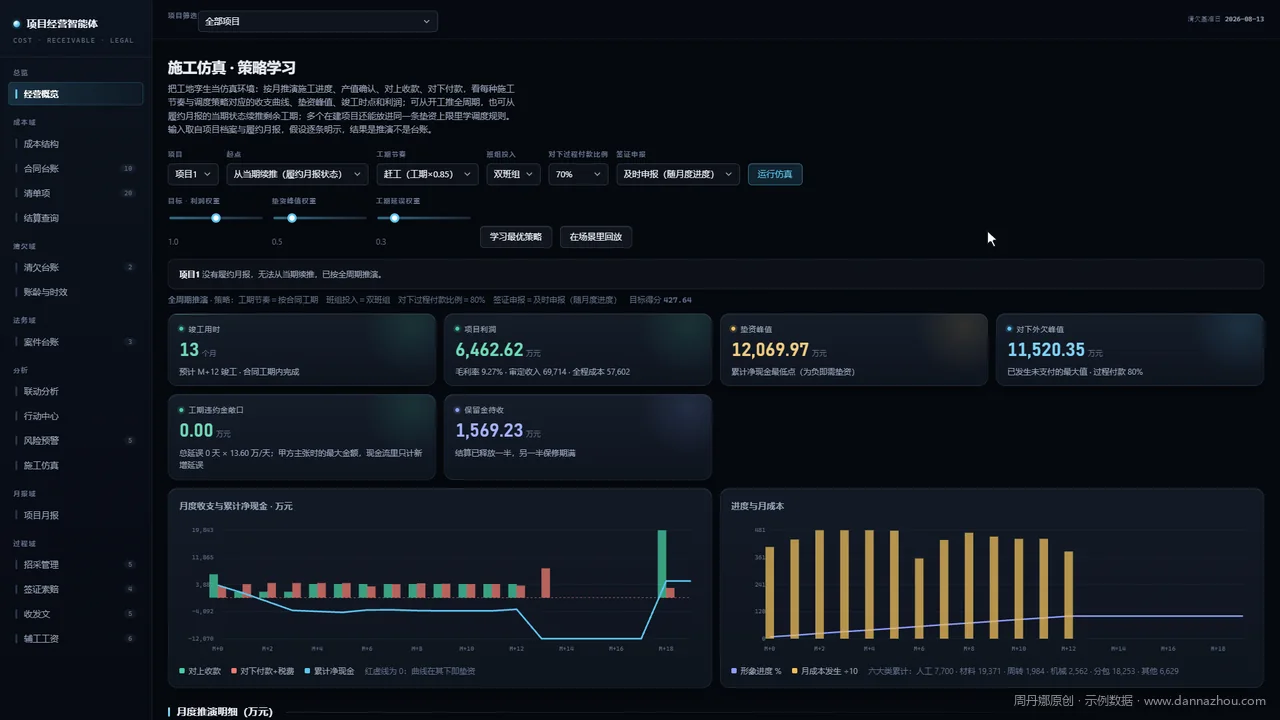 项目经营智能体
COST · RECEIVABLE · LEGAL
总览
经营概览
成本域
成本结构
合同台账 18
清单项 20
结算查询
清欠域
清欠台账 2
账龄与时效
法务域
案件台账 3
分析
联动分析
行动中心
风险预警 5
施工仿真
月报域
项目月报
过程域
招采管理 5
签证索赔 4
收发文 5
辅工工资 6
项目筛选 全部项目
清欠基准日 2026-08-13
施工仿真 · 策略学习
把工地孪生当仿真环境：按月推演施工进度、产值确认、对上收款、对下付款，看每种施工
节奏与调度策略对应的收支曲线、垫资峰值、竣工时点和利润；可从开工推全周期，也可从
履约月报的当期状态续推剩余工期；多个在建项目还能放进同一条垫资上限里学调度规则。
输入取自项目档案与履约月报，假设逐条明示，结果是推演不是台账。
项目 起点 工期节奏 班组投入 对下过程付款比例 签证申报
项目1 从当期续推（履约月报状态） 赶工（工期×0.85） 双班组 70% 及时申报（随月度进度） 运行仿真
目标 · 利润权重 垫资峰值权重 工期延误权重
1.0 0.5 0.3
学习最优策略 在场景里回放
项目1 没有履约月报，无法从当期续推，已按全周期推演。
全周期推演 · 策略：工期节奏＝按合同工期 班组投入＝双班组 对下过程付款比例＝80% 签证申报＝及时申报（随月度进度） 目标得分 427.64
竣工用时
13 个月
预计 M+12 竣工 · 合同工期内完成
项目利润
6,462.62 万元
毛利率 9.27% · 审定收入 69,714 · 全程成本 57,602
垫资峰值
12,069.97 万元
累计净现金最低点（为负即需垫资）
对下外欠峰值
11,520.35 万元
已发生未支付的最大值 · 过程付款 80%
工期违约金敞口
0.00 万元
总延误 0 天 × 13.60 万/天；甲方主张时的最大金额，现金流里只计新
增延误
保留金待收
1,569.23 万元
结算已释放一半，另一半保修期满
月度收支与累计净现金 · 万元
19,843
11,865
-4,092
-12,070
M+0 M+2 M+4 M+6 M+8 M+10 M+12 M+14 M+16 M+18
对上收款 对下付款+税费 累计净现金 红虚线为 0：曲线在其下即垫资
进度与月成本
481
361
241
120
0
M+0 M+2 M+4 M+6 M+8 M+10 M+12 M+14 M+16 M+18
形象进度 % 月成本发生 ÷10 六大类累计：人工 7,700 · 材料 19,371 · 周转 1,984 · 机械 2,562 · 分包 18,253 · 其他 6,629
月度推演明细（万元）
周丹娜原创 · 示例数据 · www.dannazhou.com